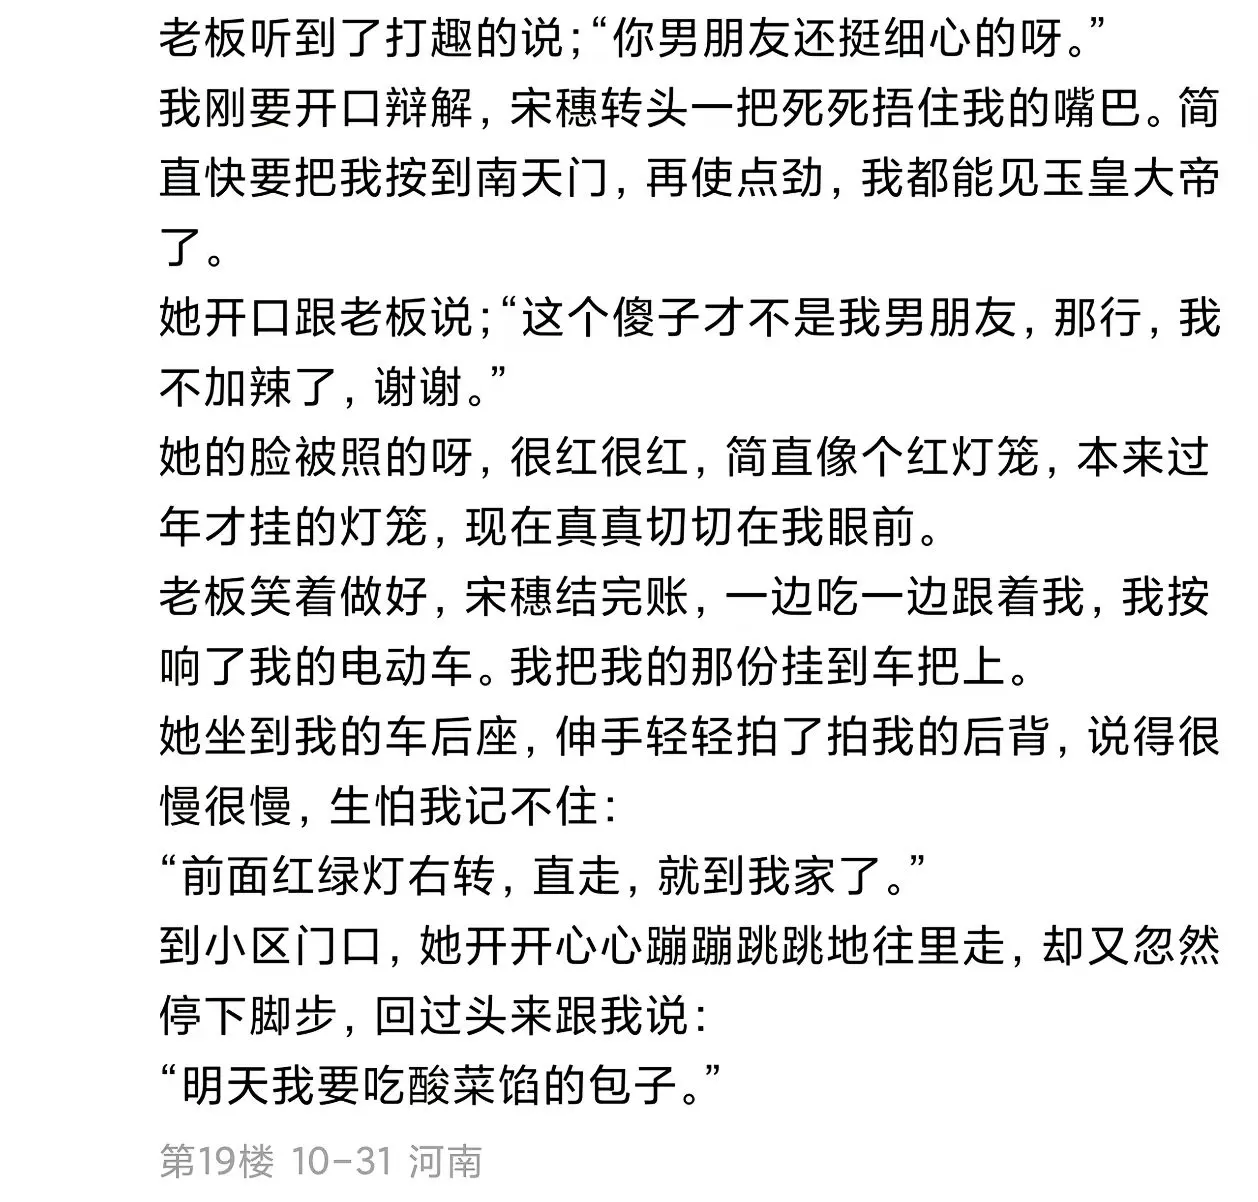 老板听到了打趣的说;“你男朋友还挺细心的呀。”
我刚要开口辩解，宋穗转头一把死死捂住我的嘴巴。简
直快要把我按到南天门，再使点劲，我都能见玉皇大帝
了。
她开口跟老板说;“这个傻子才不是我男朋友，那行，我
不加辣了，谢谢。”
她的脸被照的呀，很红很红，简直像个红灯笼，本来过
年才挂的灯笼，现在真真切切在我眼前。
老板笑着做好，宋穗结完账，一边吃一边跟着我，我按
响了我的电动车。我把我的那份挂到车把上。
她坐到我的车后座，伸手轻轻拍了拍我的后背，说得很
慢很慢，生怕我记不住：
“前面红绿灯右转，直走，就到我家了。”
到小区门口，她开开心心蹦蹦跳跳地往里走，却又忽然
停下脚步，回过头来跟我说：
“明天我要吃酸菜馅的包子。”
第19楼 10-31 河南